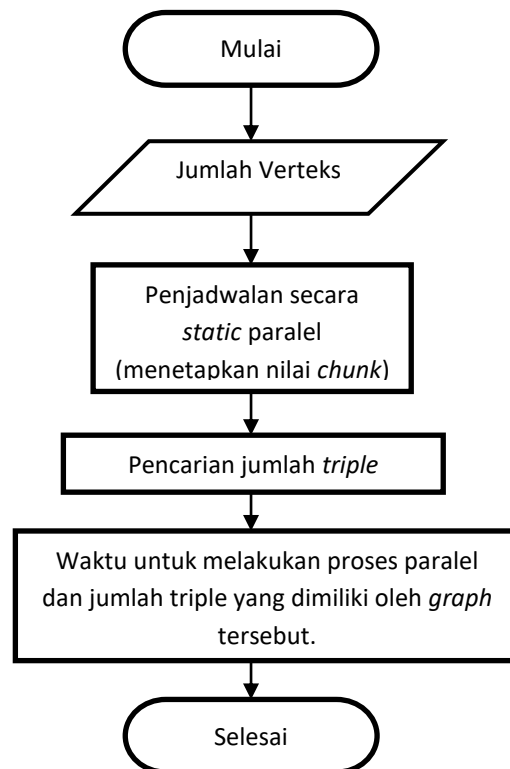 Mulai
Jumlah Verteks
Penjadwalan secara
static paralel
(menetapkan nilai chunk)
Pencarian jumlah triple
Waktu untuk melakukan proses paralel
dan jumlah triple yang dimiliki oleh graph
tersebut.
Selesai